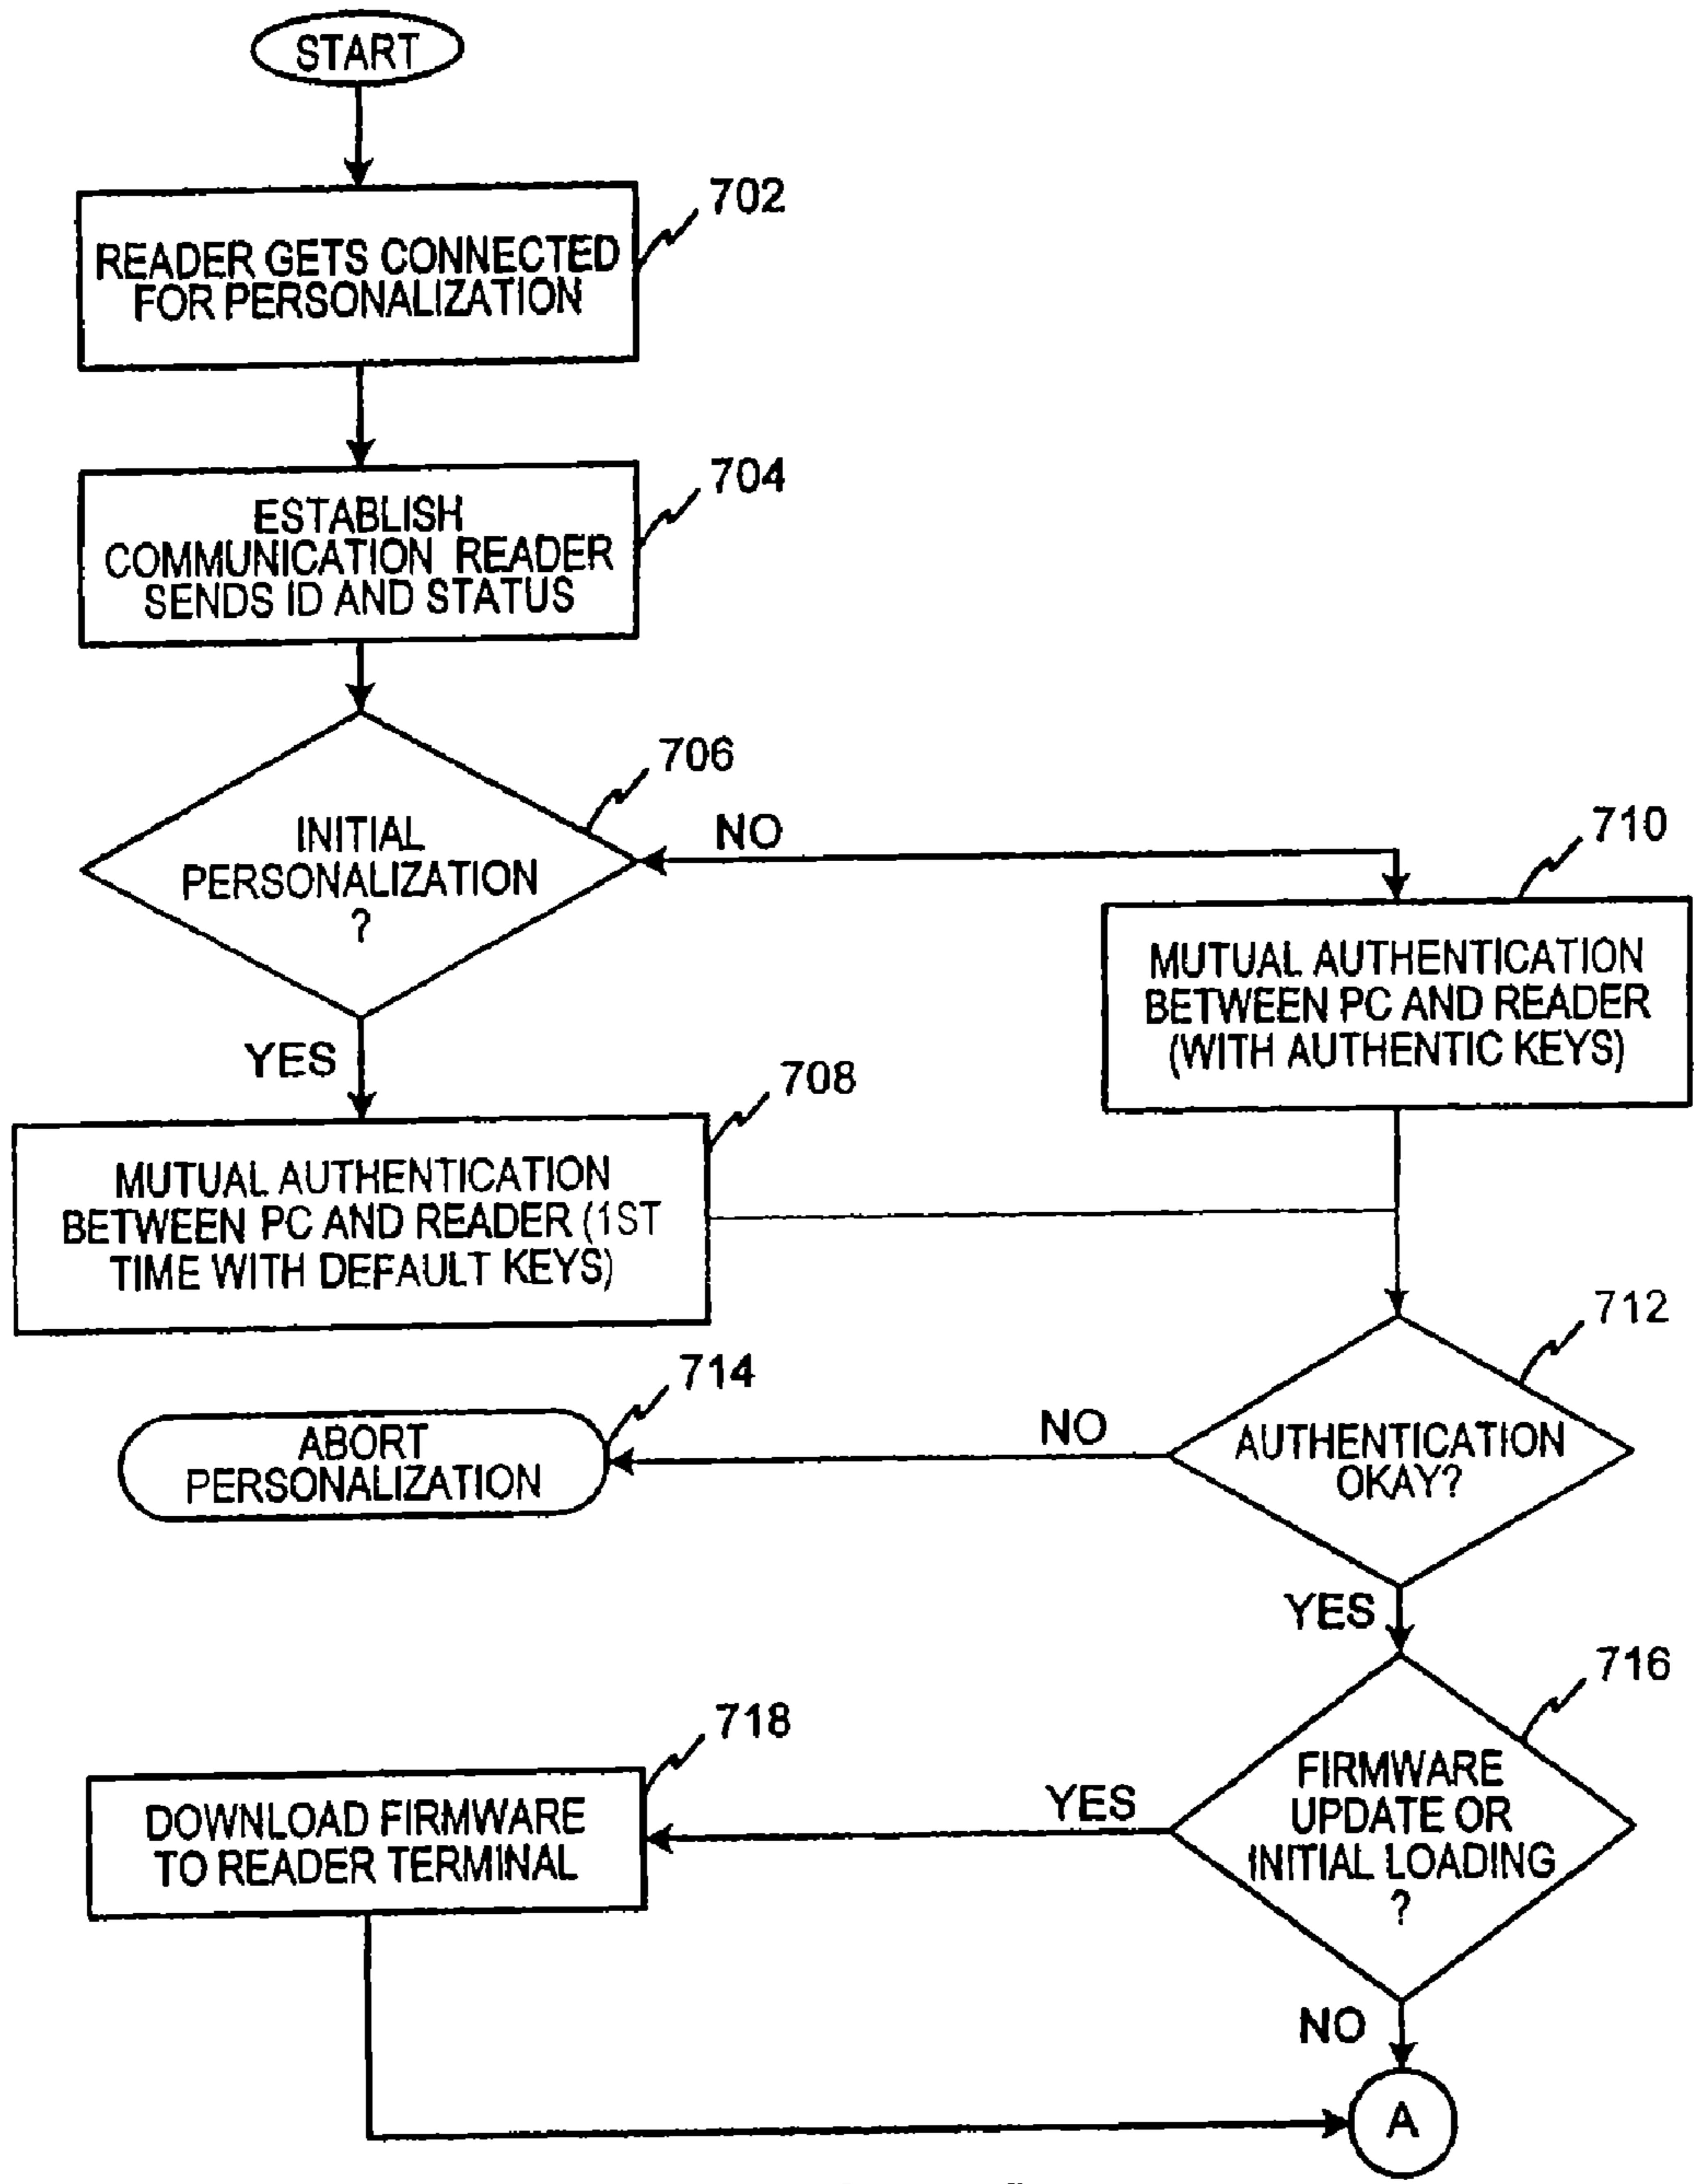 START
702
READER GETS CONNECTED
FOR PERSONALIZATION
704
ESTABLISH
COMMUNICATION READER
SENDS ID AND STATUS
706
INITIAL
PERSONALIZATION
?
NO
710
MUTUAL AUTHENTICATION
BETWEEN PC AND READER
(WITH AUTHENTIC KEYS)
YES
708
MUTUAL AUTHENTICATION
BETWEEN PC AND READER (1ST
TIME WITH DEFAULT KEYS)
712
AUTHENTICATION
OKAY?
NO
714
ABORT
PERSONALIZATION
YES
716
FIRMWARE
UPDATE OR
INITIAL LOADING
?
YES
718
DOWNLOAD FIRMWARE
TO READER TERMINAL
NO
A